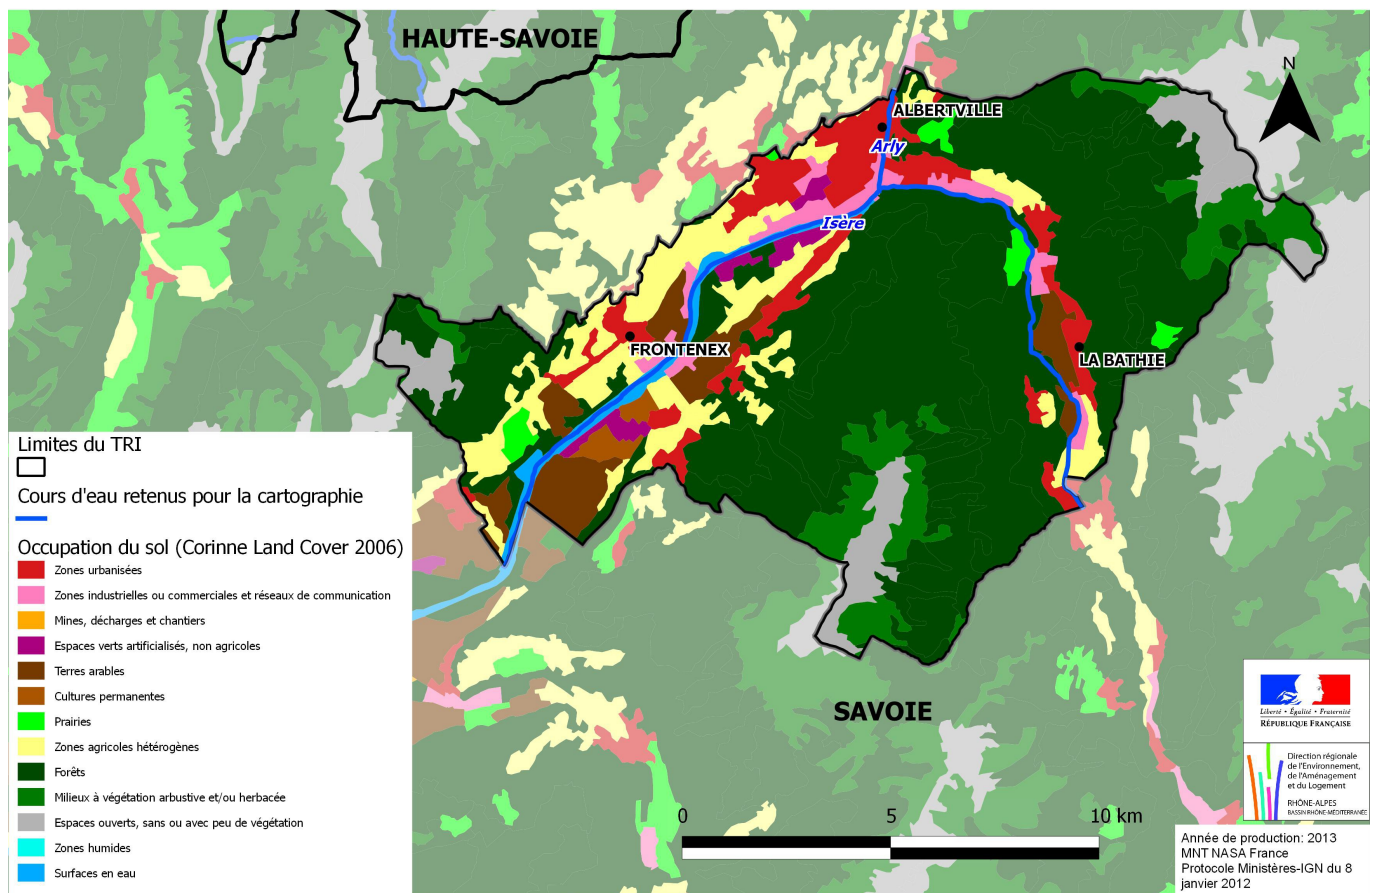 HAUTE-SAVOIE
N
ALBERTVILLE
Arly
Isère
FRONTENEX
LA BATHIE
SAVOIE
Limites du TRI
Cours d'eau retenus pour la cartographie
Occupation du sol (Corinne Land Cover 2006)
Zones urbanisées
Zones industrielles ou commerciales et réseaux de communication
Mines, décharges et chantiers
Espaces verts artificialisés, non agricoles
Terres arables
Cultures permanentes
Prairies
Zones agricoles hétérogènes
Forêts
Milieux à végétation arbustive et/ou herbacée
Espaces ouverts, sans ou avec peu de végétation
Zones humides
Surfaces en eau
0 5 10 km
Liberté • Égalité • Fraternité
RÉPUBLIQUE FRANÇAISE
Direction régionale
de l'Environnement,
de l'Aménagement
et du Logement
RHÔNE-ALPES
BASSIN RHÔNE-MÉDITERRANÉE
Année de production: 2013
MNT NASA France
Protocole Ministères-IGN du 8
janvier 2012